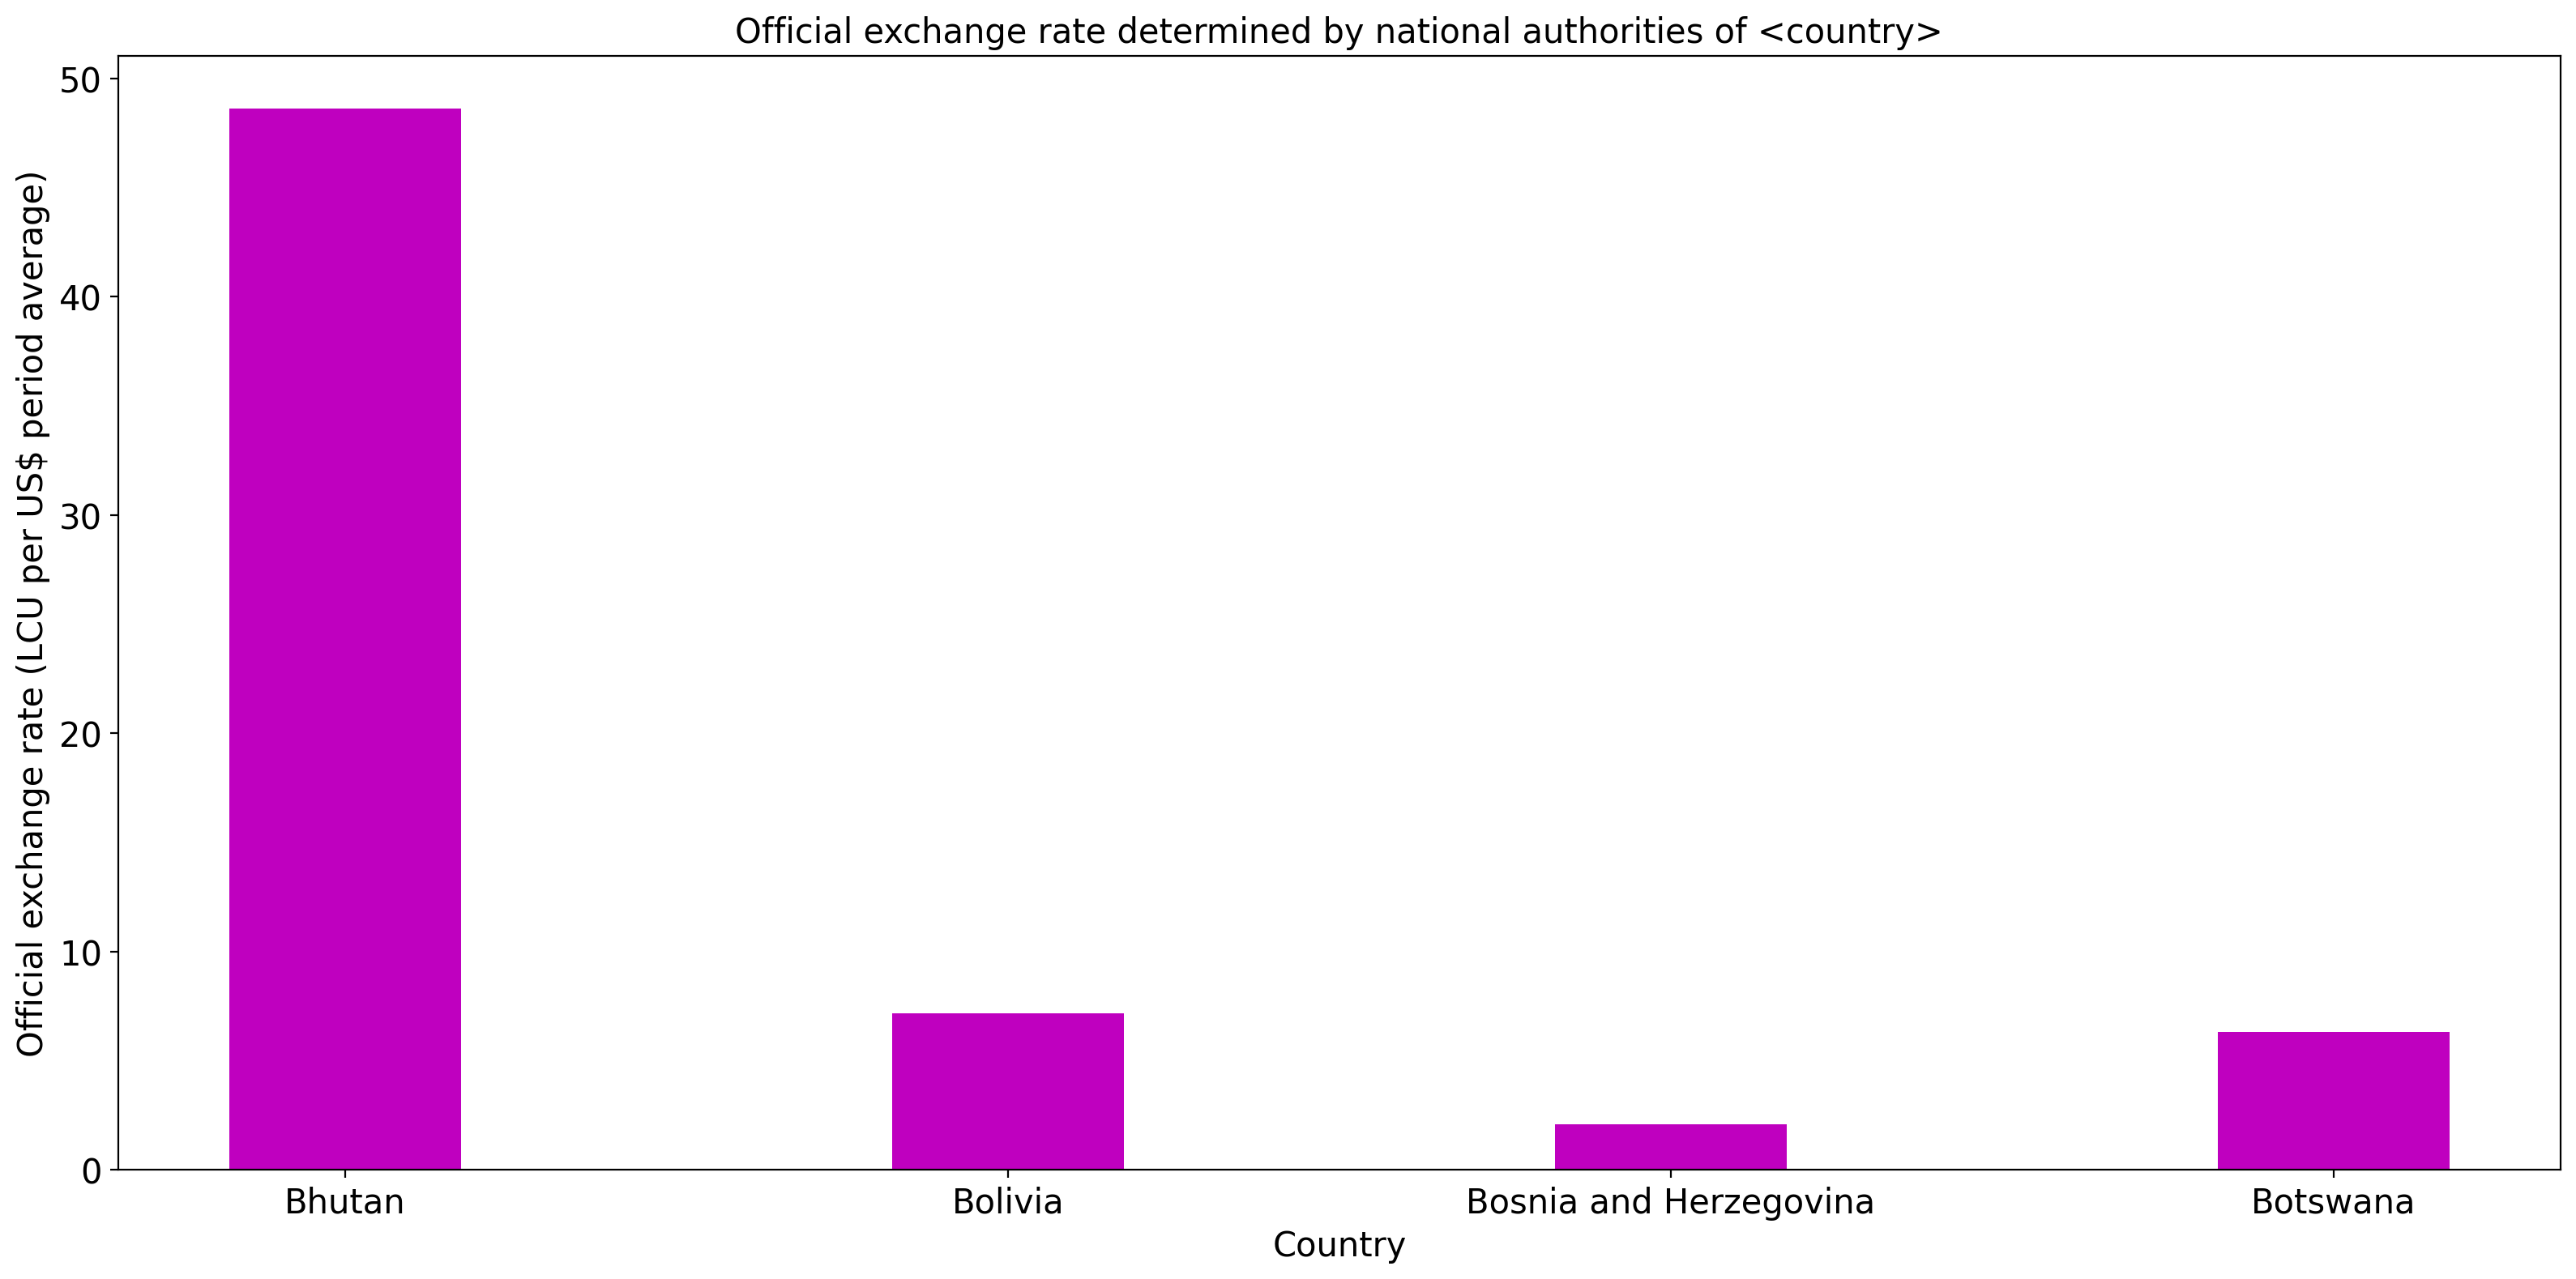 Official exchange rate determined by national authorities of <country>
Official exchange rate (LCU per US$ period average)
50
40
30
20
10
0
Bhutan
Bolivia
Bosnia and Herzegovina
Botswana
Country